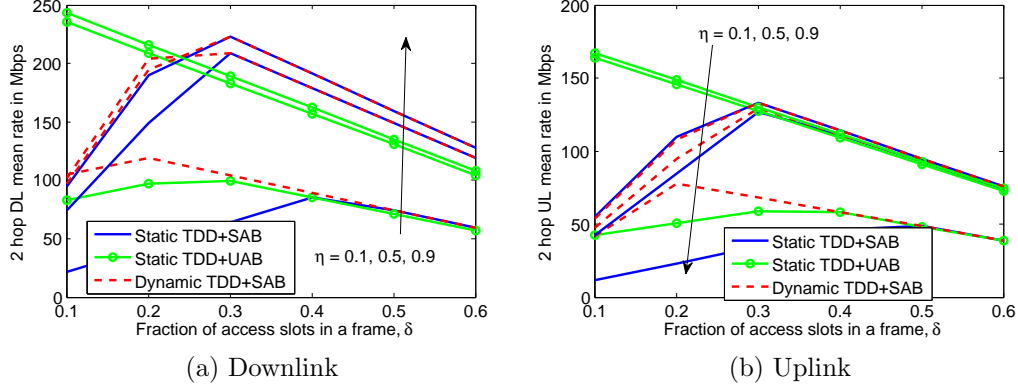 250
200
150
100
50
0
2 hop DL mean rate in Mbps
η = 0.1, 0.5, 0.9
Static TDD+SAB
Static TDD+UAB
Dynamic TDD+SAB
0.1 0.2 0.3 0.4 0.5 0.6
Fraction of access slots in a frame, δ
(a) Downlink
200
150
100
50
0
2 hop UL mean rate in Mbps
η = 0.1, 0.5, 0.9
Static TDD+SAB
Static TDD+UAB
Dynamic TDD+SAB
0.1 0.2 0.3 0.4 0.5 0.6
Fraction of access slots in a frame, δ
(b) Uplink